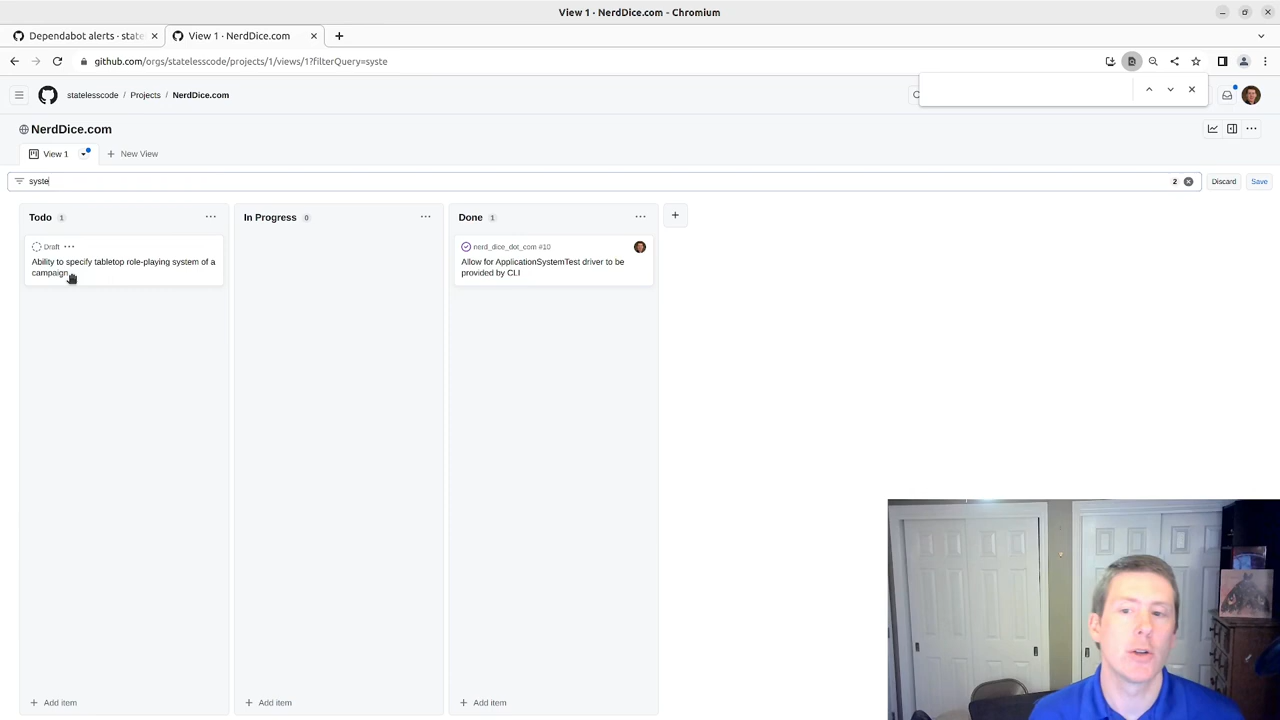 View 1 · NerdDice.com - Chromium
Dependabot alerts · state
View 1 · NerdDice.com
github.com/orgs/statelesscode/projects/1/views/1?filterQuery=syste
statelesscode / Projects / NerdDice.com
NerdDice.com
View 1
New View
syste
2
Discard
Save
Todo 1
Draft
Ability to specify tabletop role-playing system of a
campaign
Add item
In Progress 0
Add item
Done 1
nerd_dice_dot_com #10
Allow for ApplicationSystemTest driver to be
provided by CLI
Add item